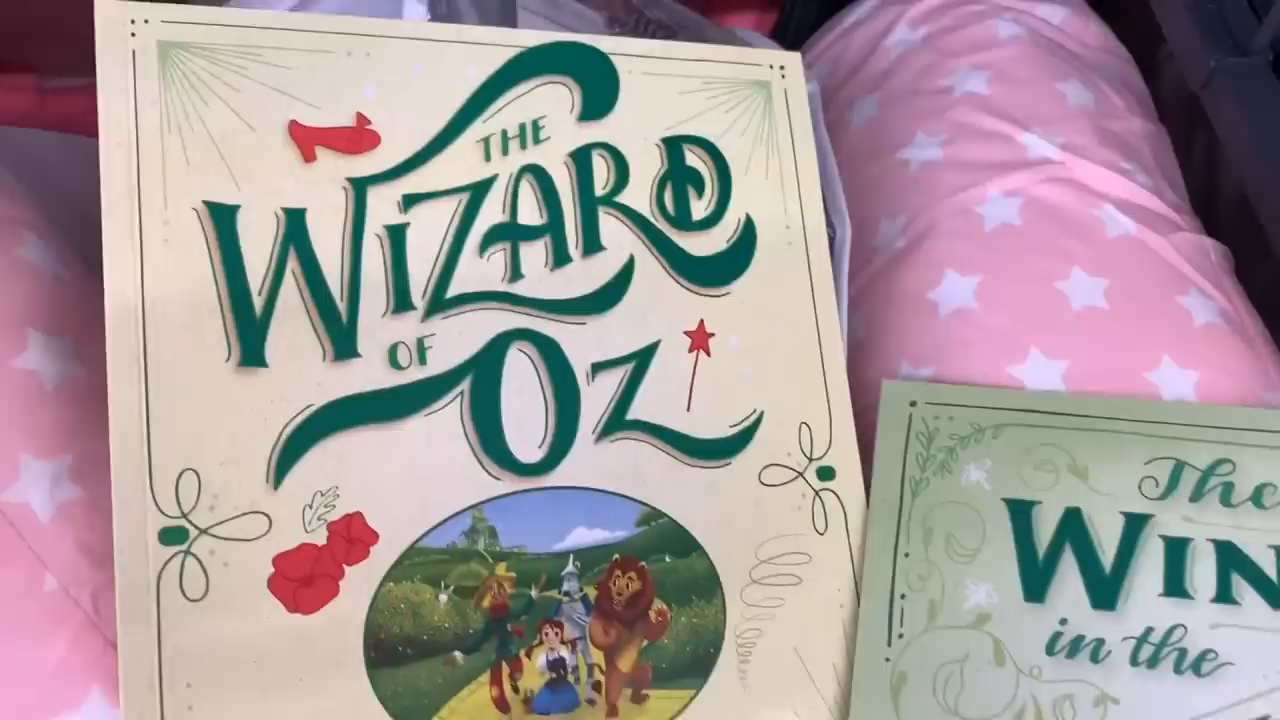 THE
WIZARD
OF OZ
The
WIN
in the